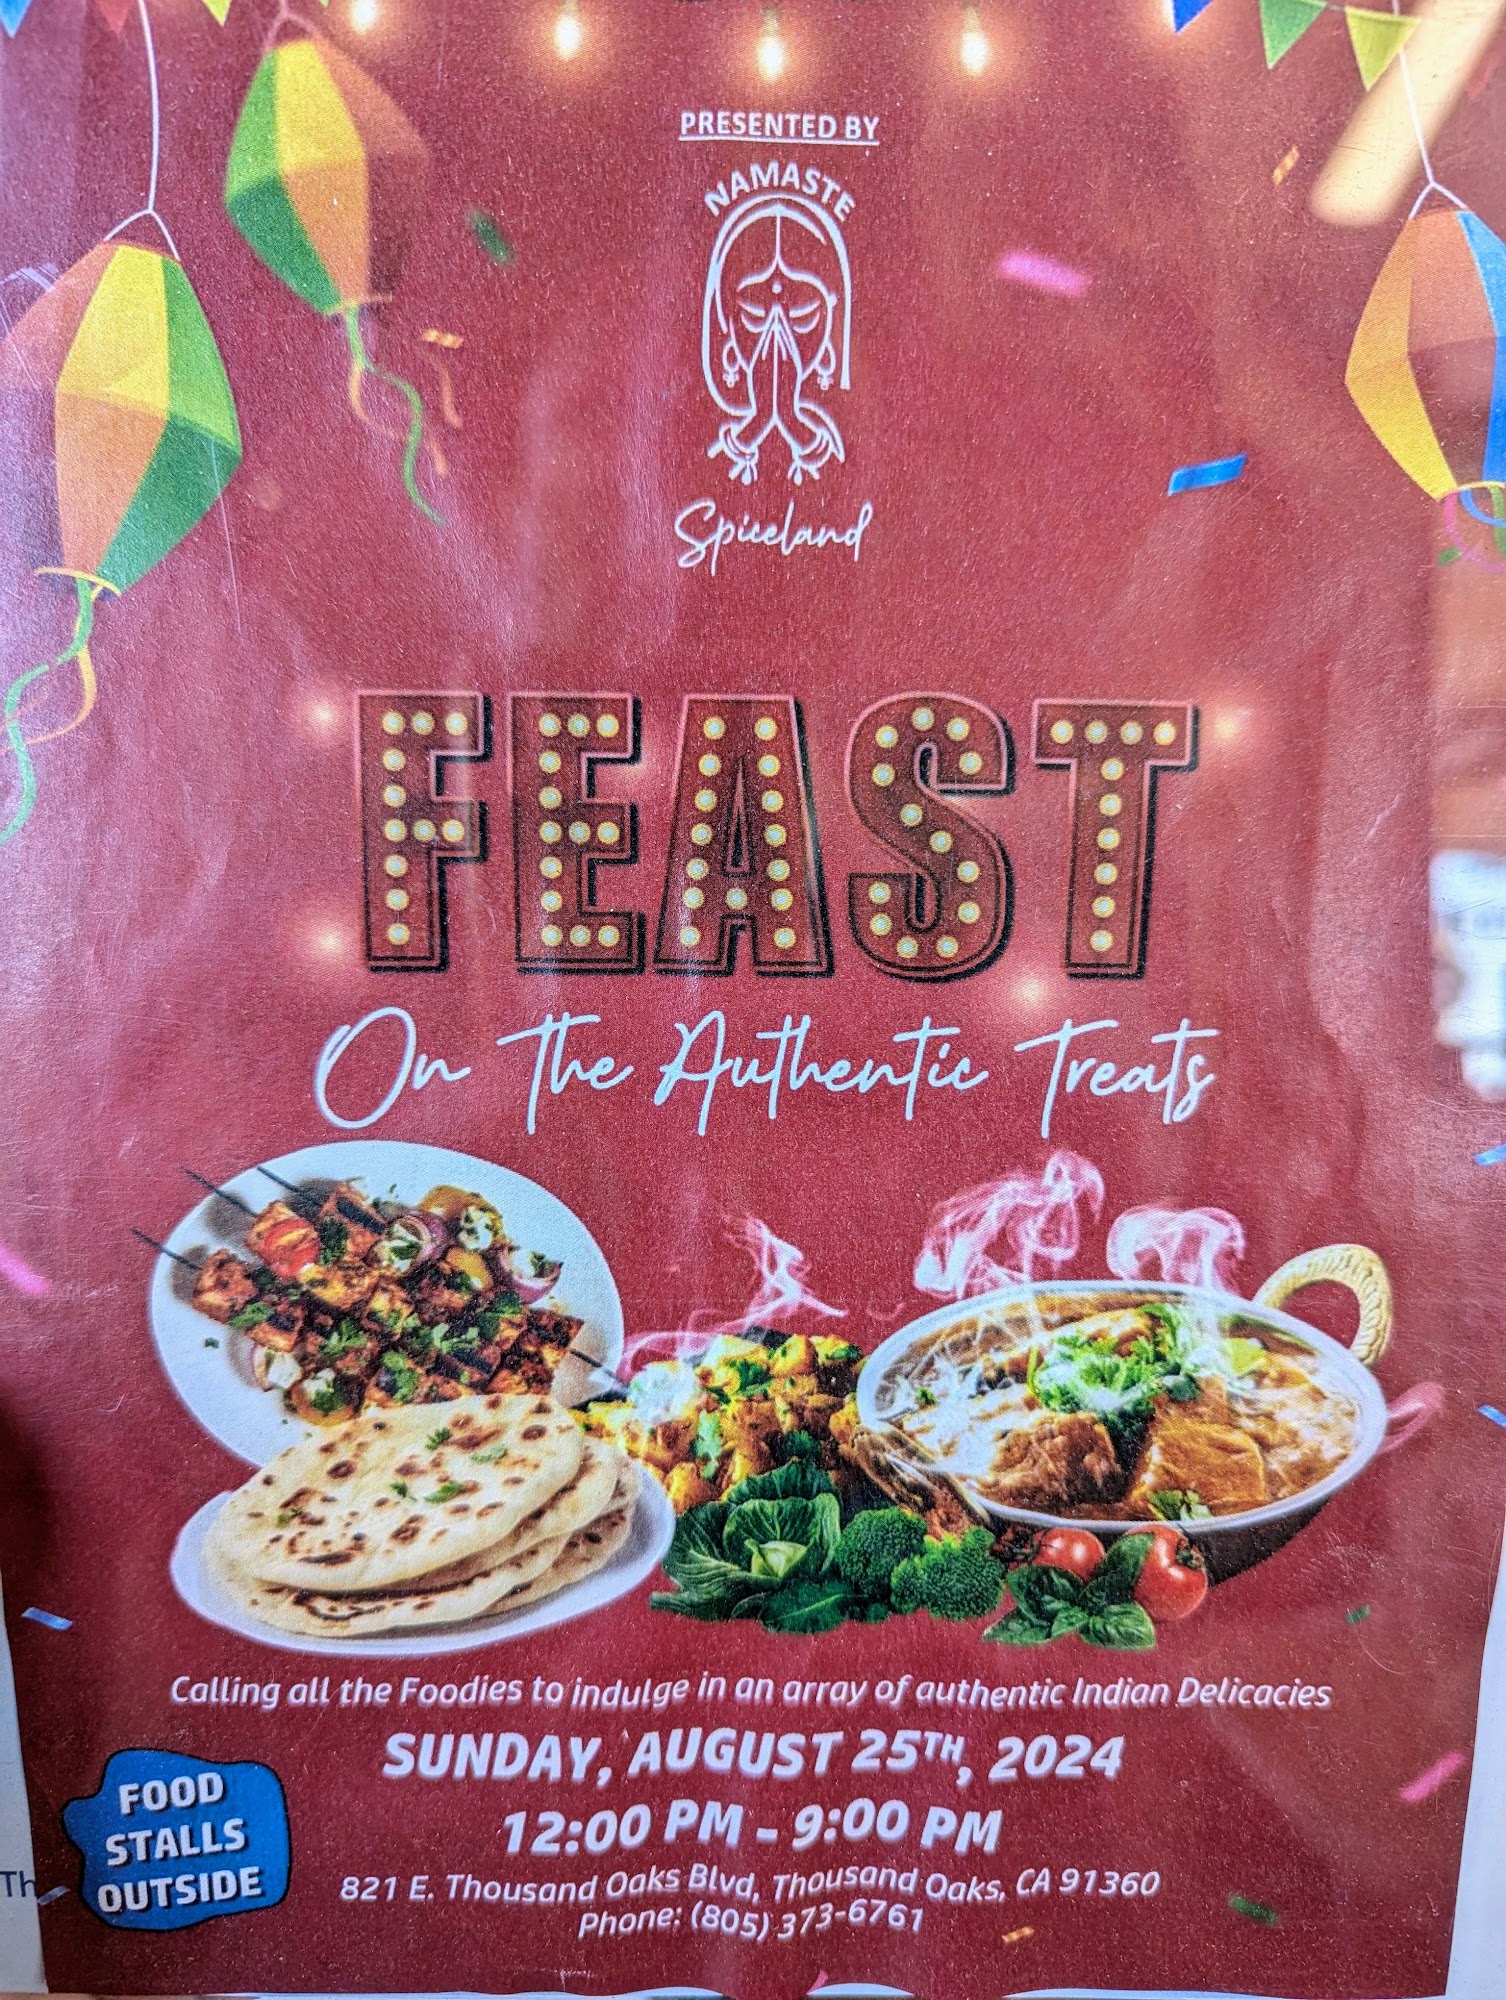 PRESENTED BY
NAMASTE
Spiceland
FEAST
On The Authentic Treats
Calling all the Foodies to indulge in an array of authentic Indian Delicacies
SUNDAY, AUGUST 25TH, 2024
12:00 PM - 9:00 PM
821 E. Thousand Oaks Blvd, Thousand Oaks, CA 91360
Phone: (805) 373-6761
FOOD
STALLS
OUTSIDE
Th